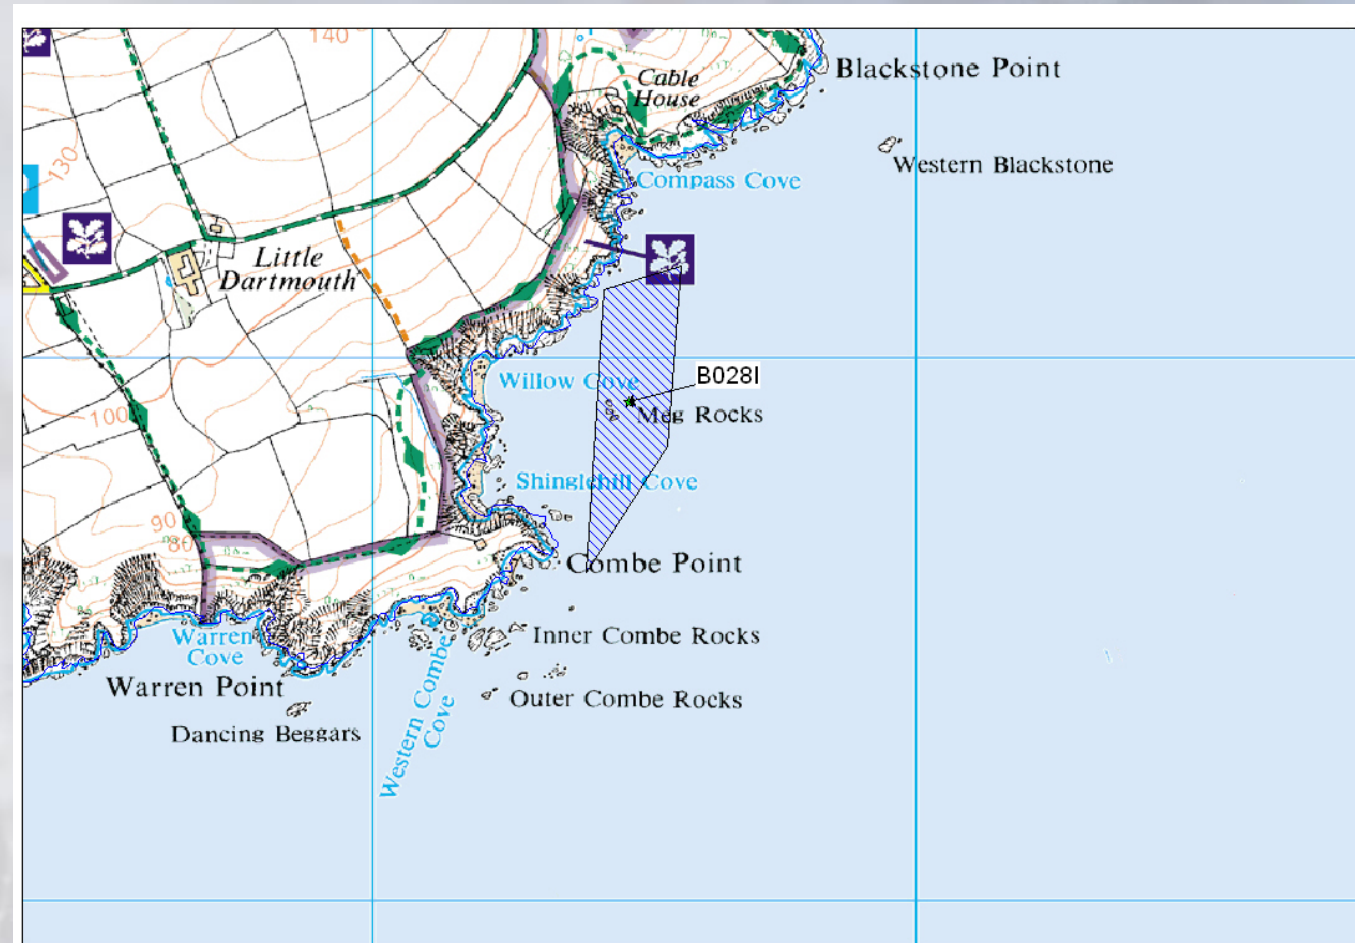 140
Cable
House
Blackstone Point
Western Blackstone
130
Compass Cove
Little
Dartmouth
Willow Cove
B028I
Meg Rocks
100
Shinglehill Cove
90
80
Combe Point
Warren
Cove
Inner Combe Rocks
Warren Point
Outer Combe Rocks
Dancing Beggars
Western Combe
Cove